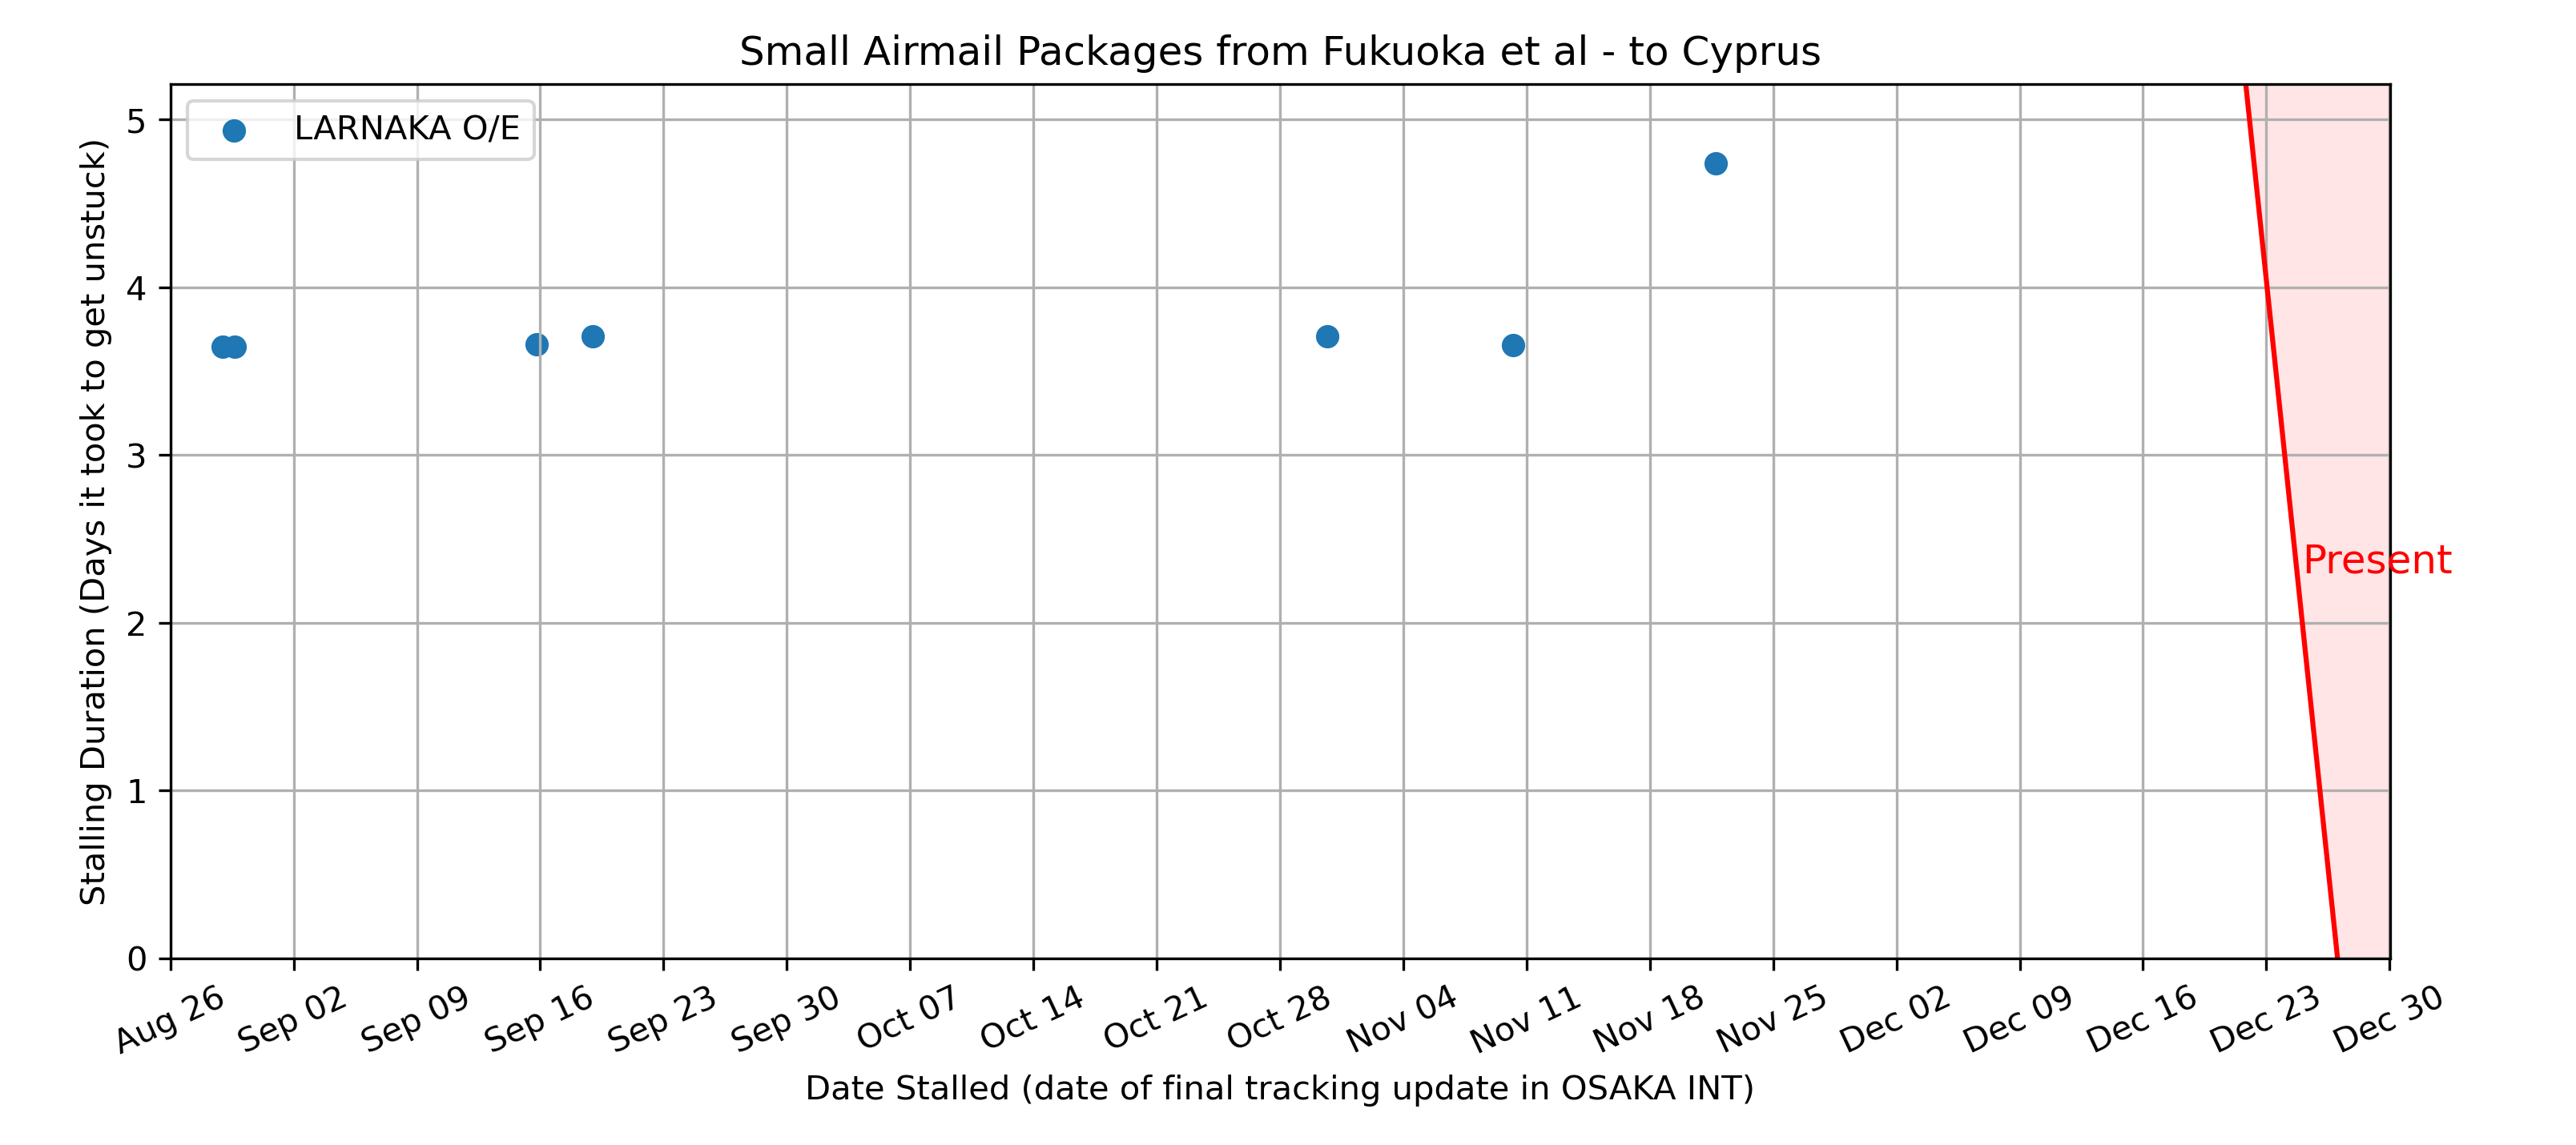 Small Airmail Packages from Fukuoka et al - to Cyprus
LARNAKA O/E
Stalling Duration (Days it took to get unstuck)
5
4
3
2
1
0
Present
Aug 26
Sep 02
Sep 09
Sep 16
Sep 23
Sep 30
Oct 07
Oct 14
Oct 21
Oct 28
Nov 04
Nov 11
Nov 18
Nov 25
Dec 02
Dec 09
Dec 16
Dec 23
Dec 30
Date Stalled (date of final tracking update in OSAKA INT)